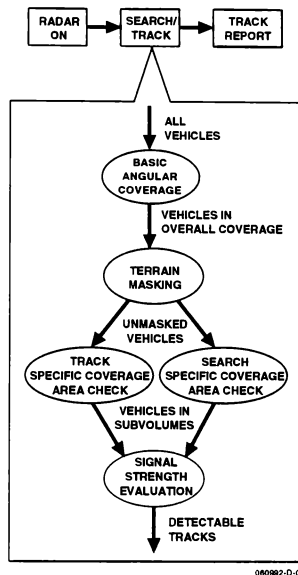 RADAR
ON
SEARCH/
TRACK
TRACK
REPORT
ALL
VEHICLES
BASIC
ANGULAR
COVERAGE
VEHICLES IN
OVERALL COVERAGE
TERRAIN
MASKING
UNMASKED
VEHICLES
TRACK
SPECIFIC COVERAGE
AREA CHECK
SEARCH
SPECIFIC COVERAGE
AREA CHECK
VEHICLES IN
SUBVOLUMES
SIGNAL
STRENGTH
EVALUATION
DETECTABLE
TRACKS